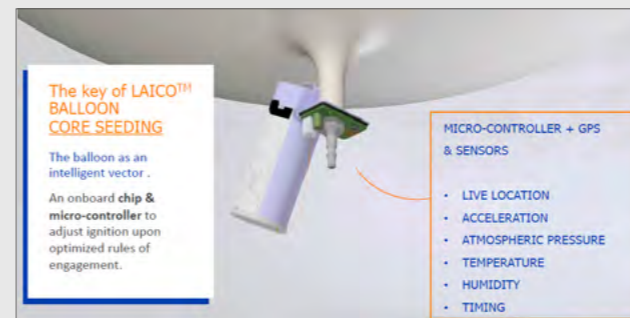 The key of LAICO™
BALLOON
CORE SEEDING
The balloon as an
intelligent vector .
An onboard chip &
micro-controller to
adjust ignition upon
optimized rules of
engagement.
MICRO-CONTROLLER + GPS
& SENSORS
• LIVE LOCATION
• ACCELERATION
• ATMOSPHERIC PRESSURE
• TEMPERATURE
• HUMIDITY
• TIMING